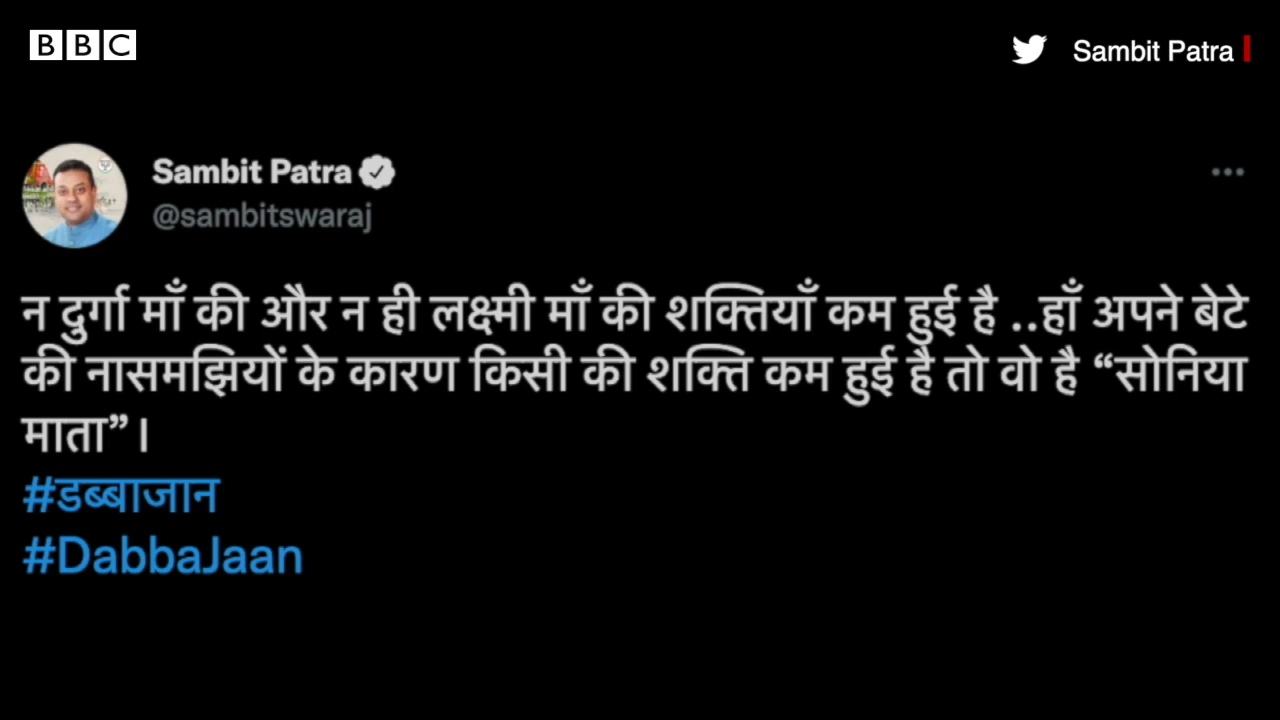 BBC
Sambit Patra
Sambit Patra
@sambitswaraj
न दुर्गा माँ की और न ही लक्ष्मी माँ की शक्तियाँ कम हुई है ..हाँ अपने बेटे
की नासमझियों के कारण किसी की शक्ति कम हुई है तो वो है “सोनिया
माता”।
#डब्बाजान
#DabbaJaan